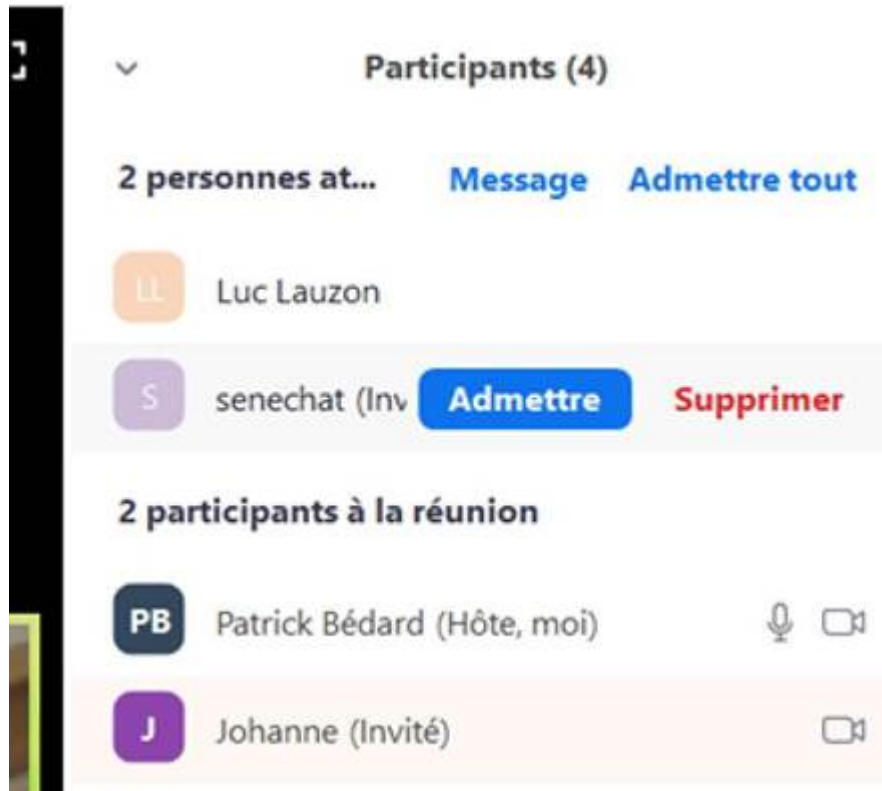 Participants (4)
2 personnes at... Message Admettre tout
LL Luc Lauzon
S senechat (Inv Admettre Supprimer
2 participants à la réunion
PB Patrick Bédard (Hôte, moi)
J Johanne (Invité)